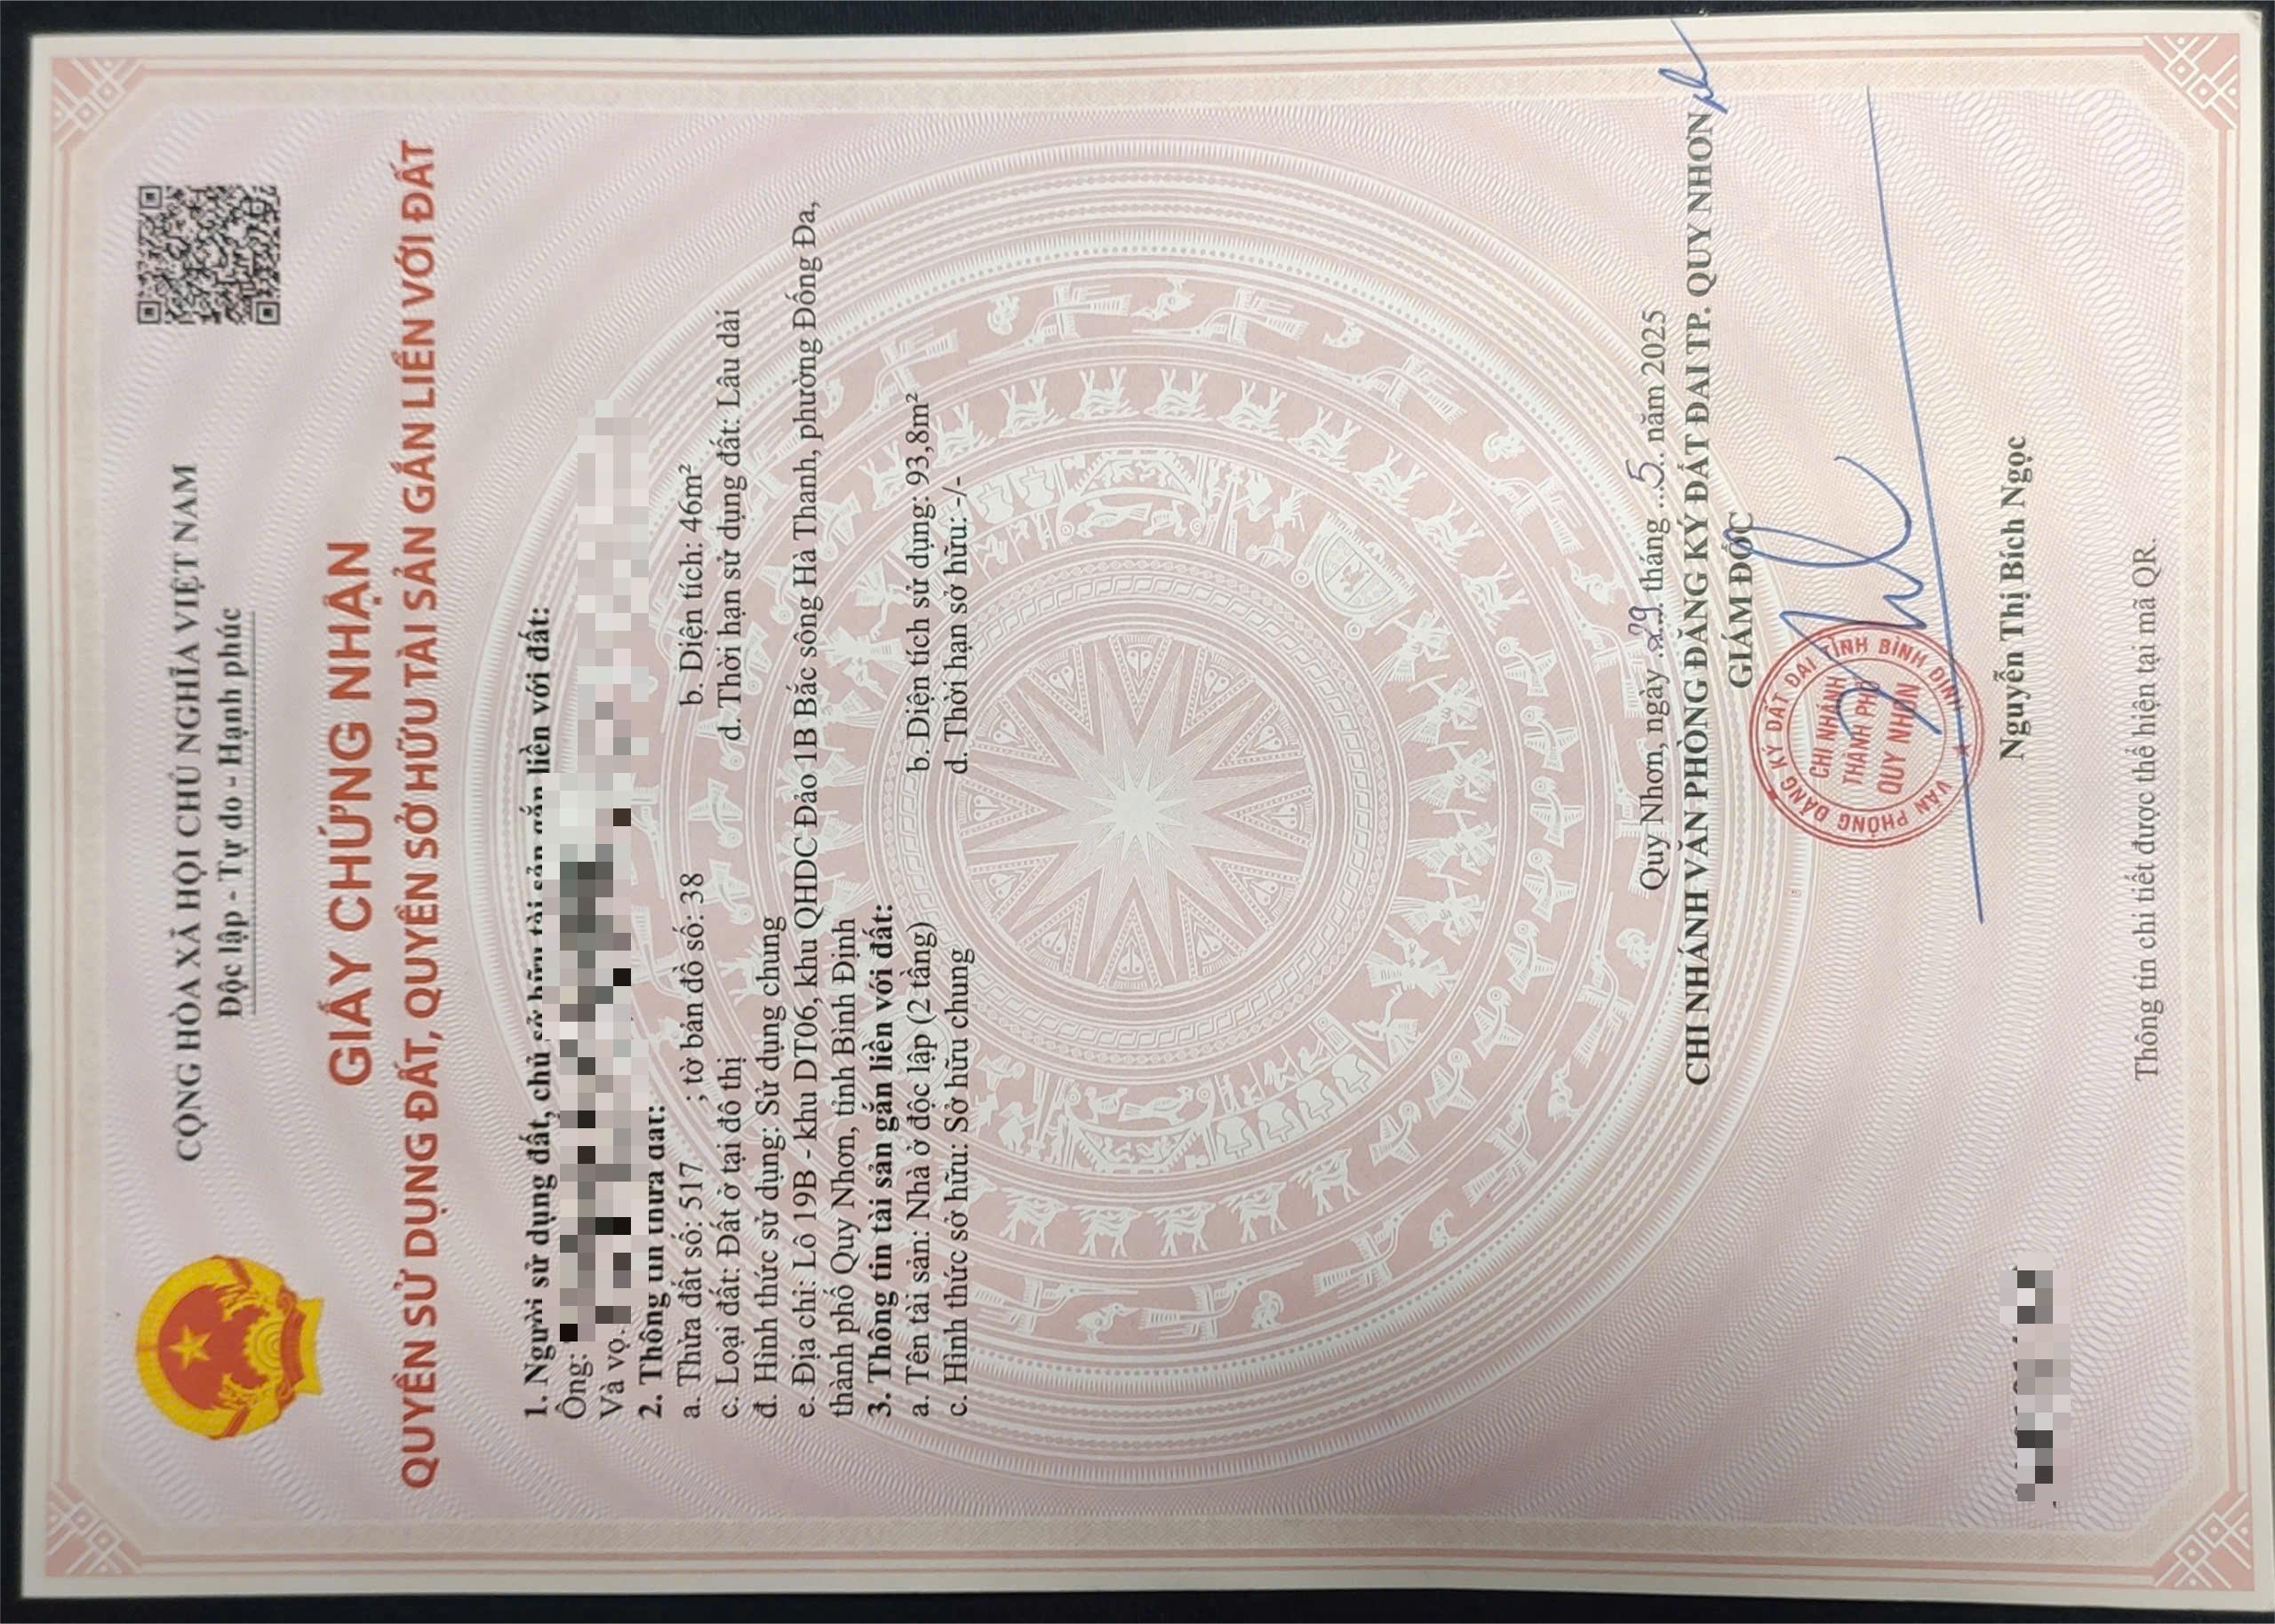 CỘNG HÒA XÃ HỘI CHỦ NGHĨA VIỆT NAM
Độc lập - Tự do - Hạnh phúc
GIẤY CHỨNG NHẬN
QUYỀN SỬ DỤNG ĐẤT, QUYỀN SỞ HỮU TÀI SẢN GẮN LIỀN VỚI ĐẤT
1. Người sử dụng đất, chủ sở hữu tài sản gắn liền với đất:
Ông:
Và vợ
2. Thông tin thửa đất:
a. Thửa đất số: 517 ; tờ bản đồ số: 38 b. Diện tích: 46m²
c. Loại đất: Đất ở tại đô thị d. Thời hạn sử dụng đất: Lâu dài
đ. Hình thức sử dụng: Sử dụng chung
e. Địa chỉ: Lô 19B - khu DT06, khu QHDC Đảo 1B Bắc sông Hà Thanh, phường Đống Đa,
thành phố Quy Nhơn, tỉnh Bình Định
3. Thông tin tài sản gắn liền với đất:
a. Tên tài sản: Nhà ở độc lập (2 tầng) b. Diện tích sử dụng: 93,8m²
c. Hình thức sở hữu: Sở hữu chung d. Thời hạn sở hữu: -/-
Quy Nhơn, ngày 29 tháng 5 năm 2025
CHI NHÁNH VĂN PHÒNG ĐĂNG KÝ ĐẤT ĐAI TP. QUY NHƠN
GIÁM ĐỐC
VĂN PHÒNG ĐĂNG KÝ ĐẤT ĐAI TỈNH BÌNH ĐỊNH
CHI NHÁNH
THÀNH PHỐ
QUY NHƠN
Nguyễn Thị Bích Ngọc
Thông tin chi tiết được thể hiện tại mã QR.